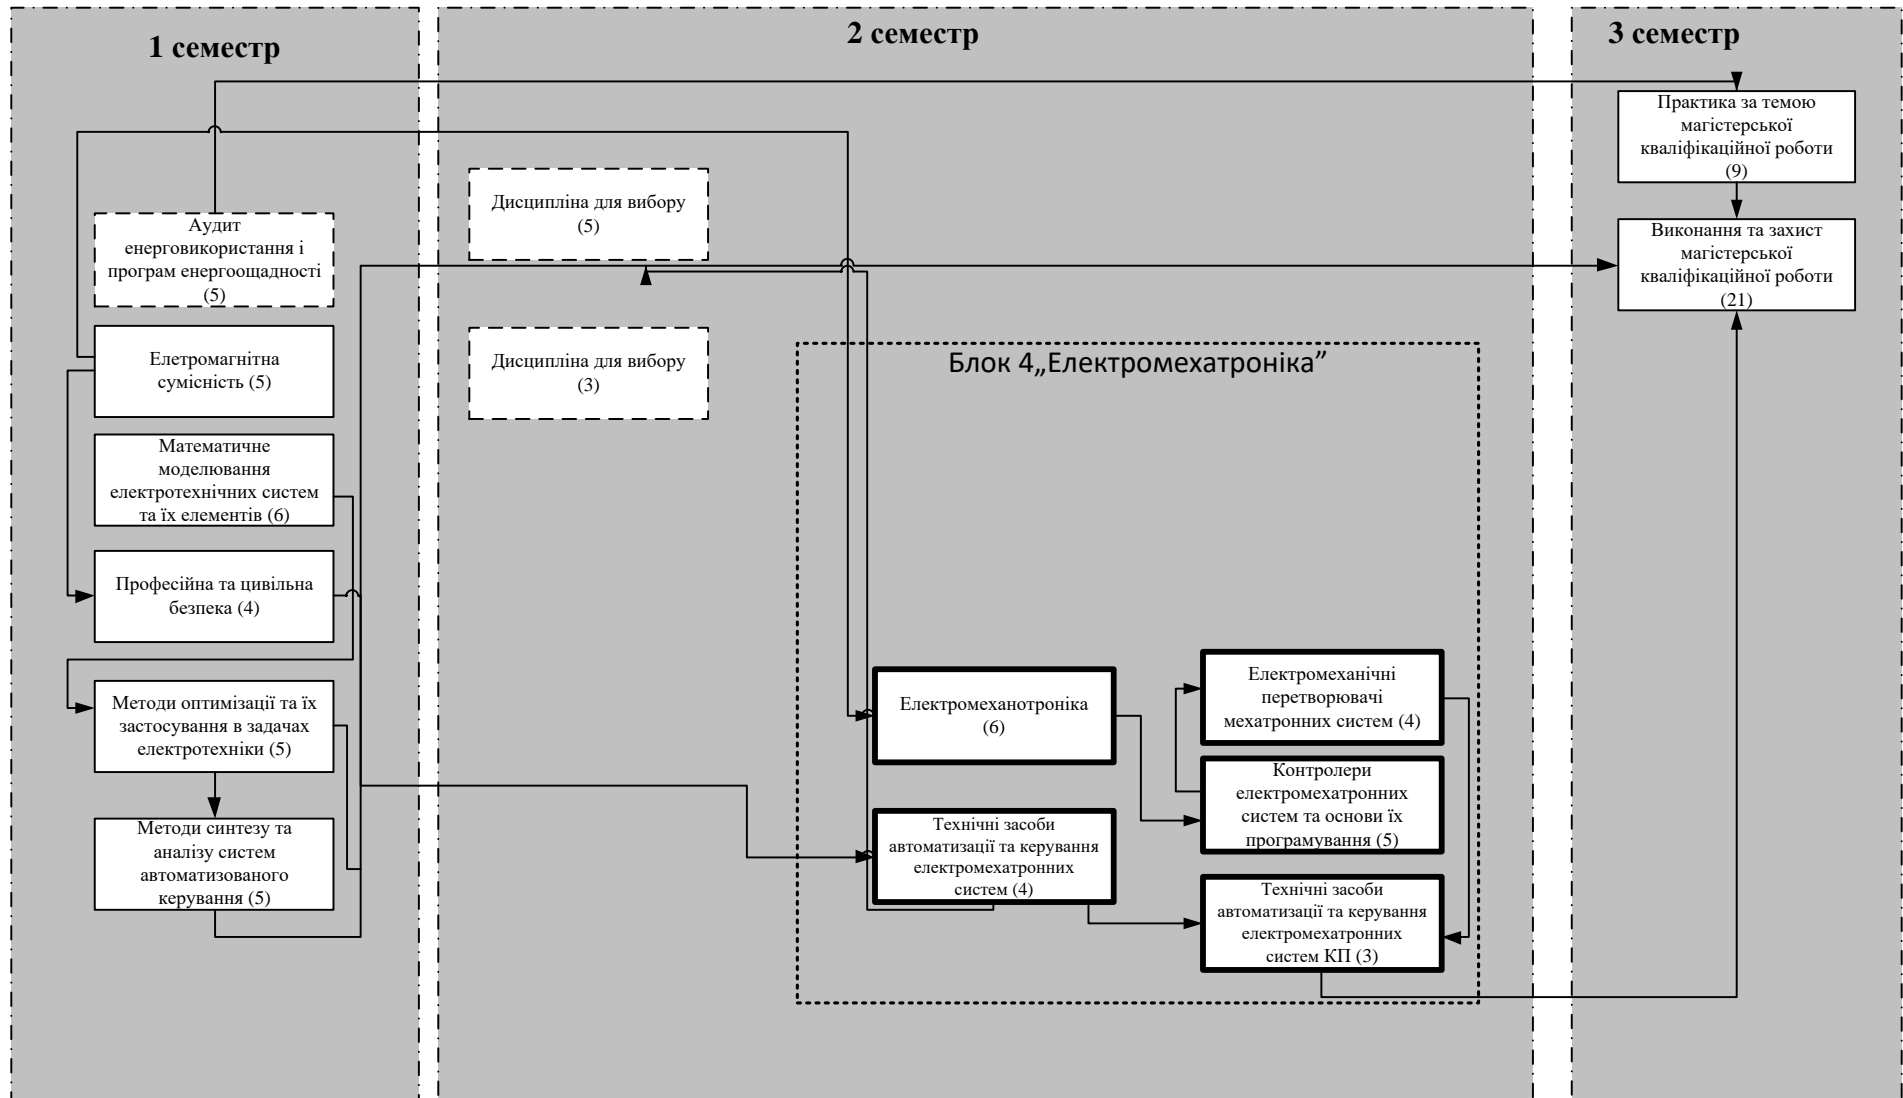 1 семестр
Аудит
енерговикористання і
програм енергоощадності
(5)
Елетромагнітна
сумісність (5)
Математичне
моделювання
електротехнічних систем
та їх елементів (6)
Професійна та цивільна
безпека (4)
Методи оптимізації та їх
застосування в задачах
електротехніки (5)
Методи синтезу та
аналізу систем
автоматизованого
керування (5)
2 семестр
Дисципліна для вибору
(5)
Дисципліна для вибору
(3)
Блок 4„Електромехатроніка”
Електромеханотроніка
(6)
Технічні засоби
автоматизації та керування
електромехатронних
систем (4)
Електромеханічні
перетворювачі
мехатронних систем (4)
Контролери
електромехатронних
систем та основи їх
програмування (5)
Технічні засоби
автоматизації та керування
електромехатронних
систем КП (3)
3 семестр
Практика за темою
магістерської
кваліфікаційної роботи
(9)
Виконання та захист
магістерської
кваліфікаційної роботи
(21)